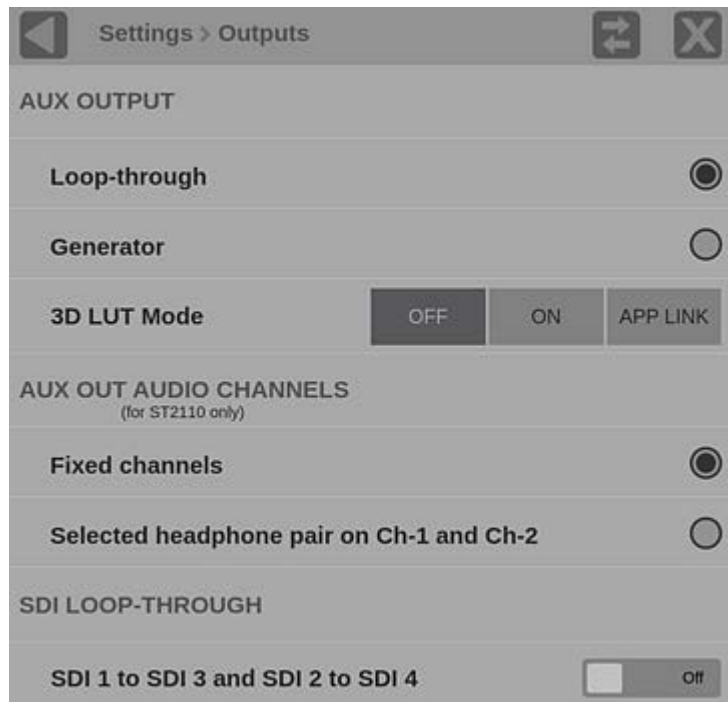 Settings > Outputs
AUX OUTPUT
Loop-through
Generator
3D LUT Mode OFF ON APP LINK
AUX OUT AUDIO CHANNELS
(for ST2110 only)
Fixed channels
Selected headphone pair on Ch-1 and Ch-2
SDI LOOP-THROUGH
SDI 1 to SDI 3 and SDI 2 to SDI 4 Off